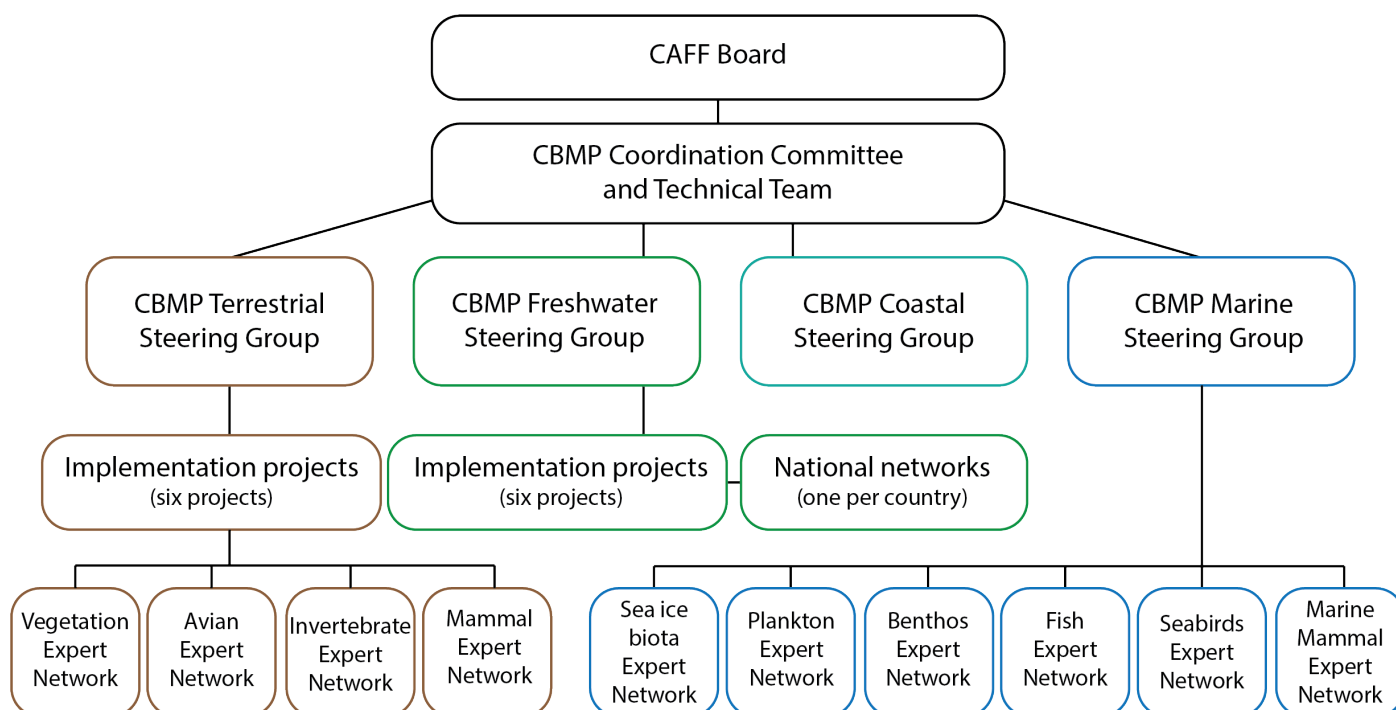 CAFF Board
CBMP Coordination Committee
and Technical Team
CBMP Terrestrial
Steering Group
CBMP Freshwater
Steering Group
CBMP Coastal
Steering Group
CBMP Marine
Steering Group
Implementation projects
(six projects)
Implementation projects
(six projects)
National networks
(one per country)
Vegetation
Expert
Network
Avian
Expert
Network
Invertebrate
Expert
Network
Mammal
Expert
Network
Sea ice
biota
Expert
Network
Plankton
Expert
Network
Benthos
Expert
Network
Fish
Expert
Network
Seabirds
Expert
Network
Marine
Mammal
Expert
Network